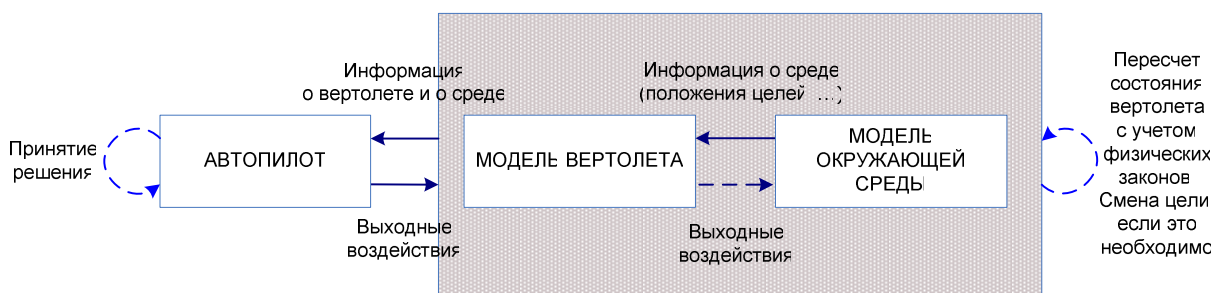 Информация
о вертолете и о среде
Информация о среде
(положения целей ...)
Пересчет
состояния
вертолета
с учетом
физических
законов
Смена цели
если это
необходимо
Принятие
решения
АВТОПИЛОТ
МОДЕЛЬ ВЕРТОЛЕТА
МОДЕЛЬ
ОКРУЖАЮЩЕЙ
СРЕДЫ
Выходные
воздействия
Выходные
воздействия